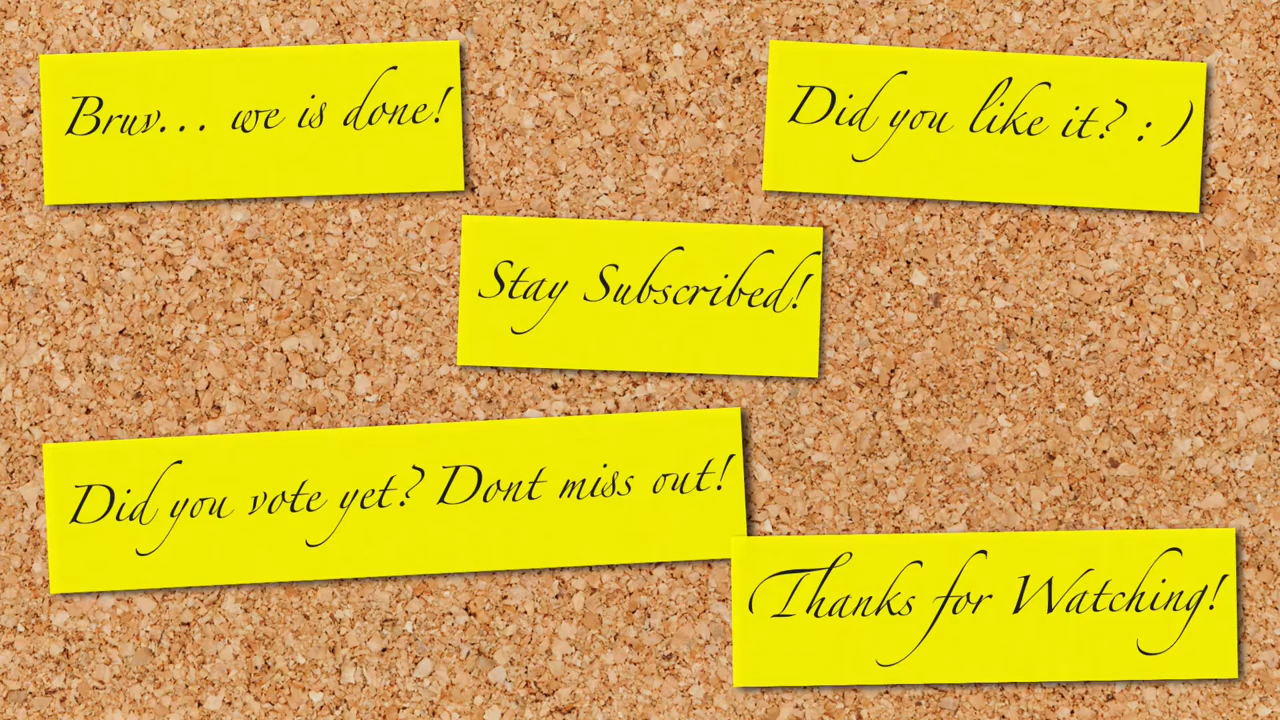 Bruv... we is done!
Did you like it? : )
Stay Subscribed!
Did you vote yet? Dont miss out!
Thanks for Watching!